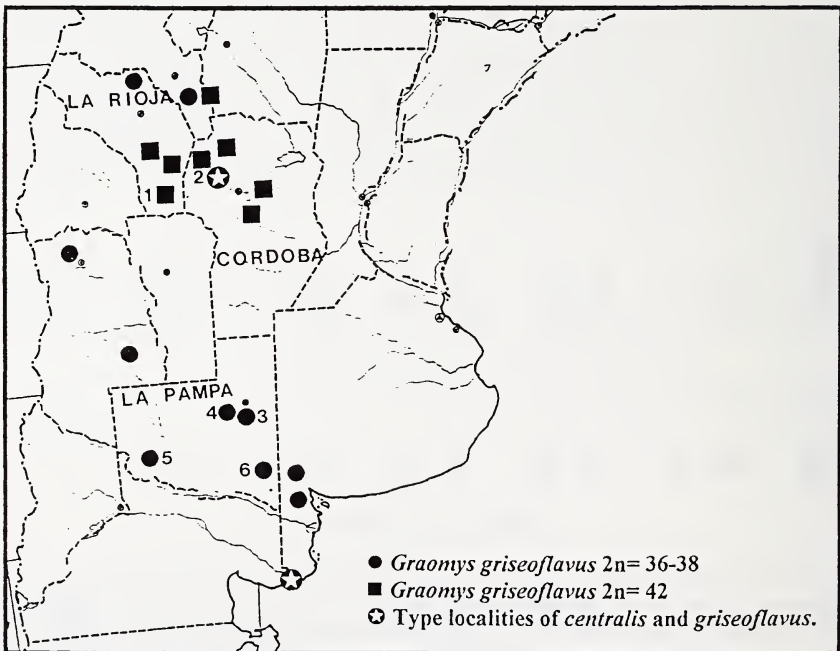 LA RIOJA
1
2
CORDOBA
LA PAMPA
4 3
5
6
● Graomys griseoflavus 2n= 36-38
■ Graomys griseoflavus 2n= 42
✪ Type localities of centralis and griseoflavus.